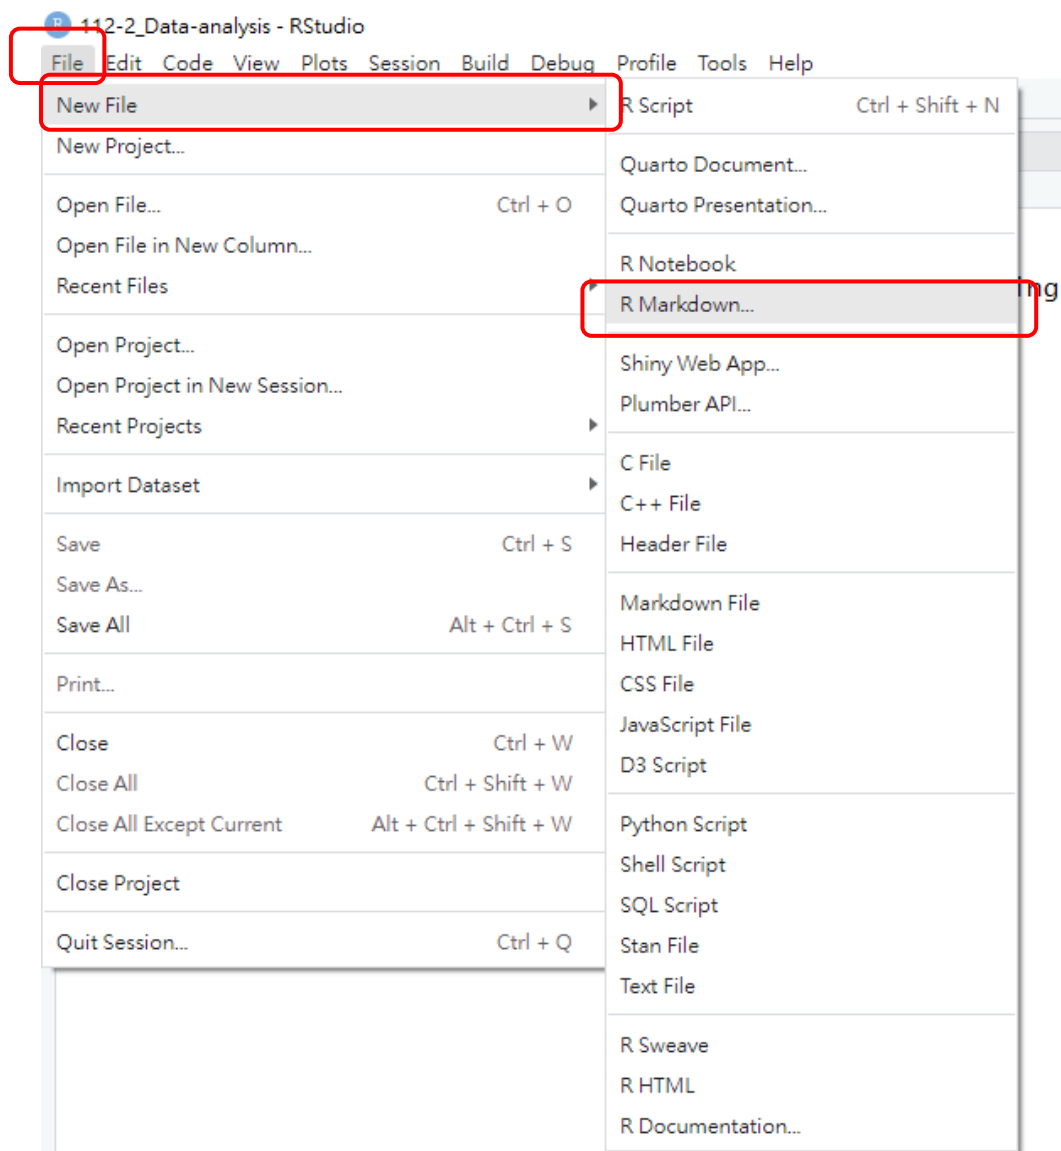 R 112-2_Data-analysis - RStudio
File Edit Code View Plots Session Build Debug Profile Tools Help
New File
New Project...
Open File... Ctrl + O
Open File in New Column...
Recent Files
Open Project...
Open Project in New Session...
Recent Projects
Import Dataset
Save Ctrl + S
Save As...
Save All Alt + Ctrl + S
Print...
Close Ctrl + W
Close All Ctrl + Shift + W
Close All Except Current Alt + Ctrl + Shift + W
Close Project
Quit Session... Ctrl + Q
R Script Ctrl + Shift + N
Quarto Document...
Quarto Presentation...
R Notebook
R Markdown...
Shiny Web App...
Plumber API...
C File
C++ File
Header File
Markdown File
HTML File
CSS File
JavaScript File
D3 Script
Python Script
Shell Script
SQL Script
Stan File
Text File
R Sweave
R HTML
R Documentation...